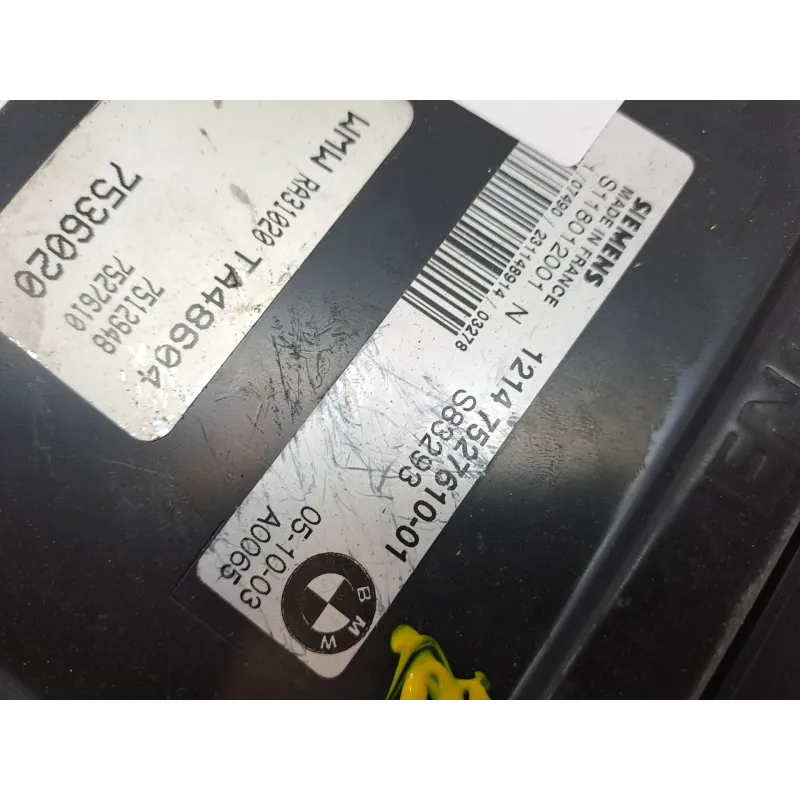 WMW RA31020 TA48604
7536020
7512948
7527610
SIEMENS
MADE IN FRANCE
S118012001 N
/ 07490 / 231148914 / 03278
1214 7527610-01
S83293
05-10-03
A0065
BMW